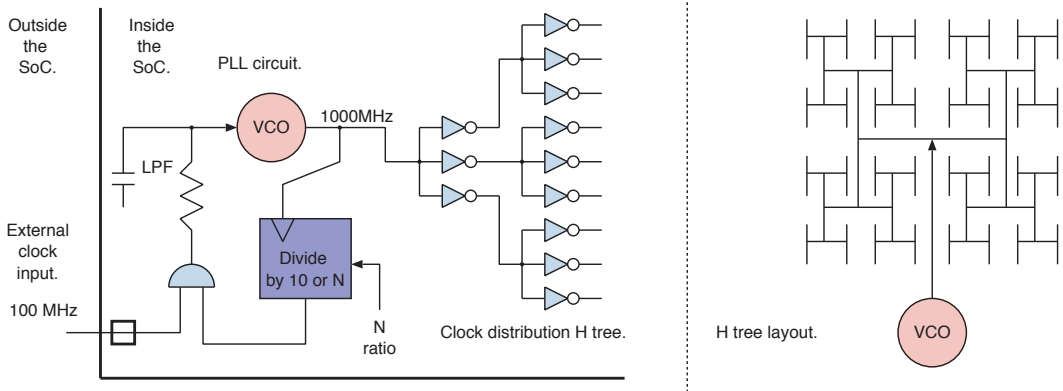 Outside
the
SoC.
Inside
the
SoC.
PLL circuit.
VCO
1000MHz
LPF
External
clock
input.
100 MHz
Divide
by 10 or N
N
ratio
Clock distribution H tree.
H tree layout.
VCO